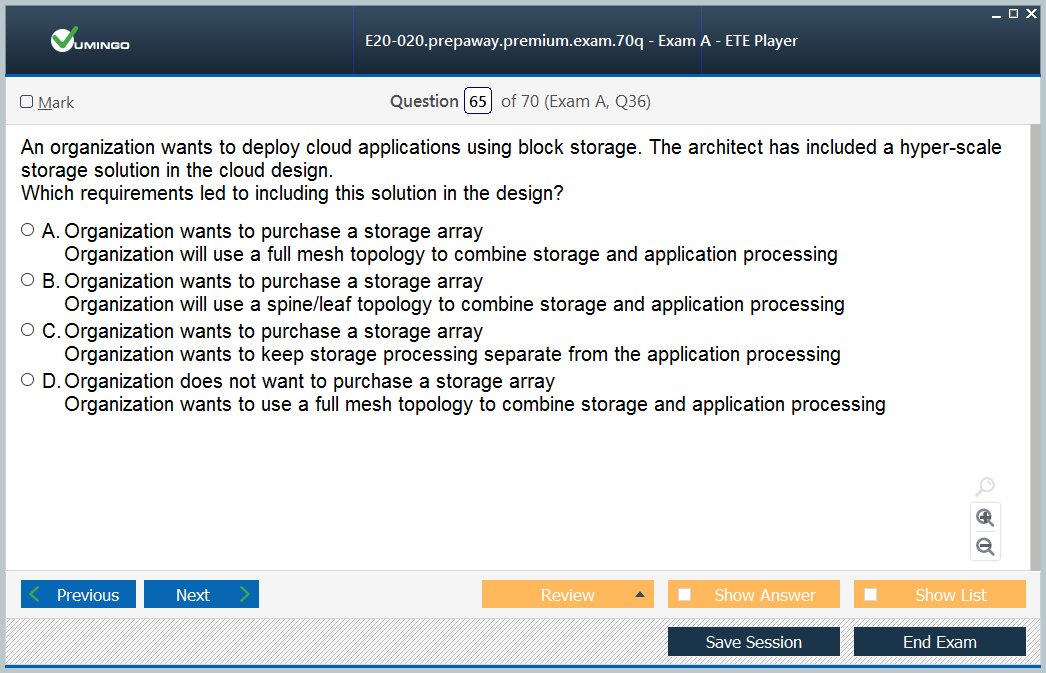 VUMINGO
E20-020.prepaway.premium.exam.70q - Exam A - ETE Player
Mark
Question 65 of 70 (Exam A, Q36)
An organization wants to deploy cloud applications using block storage. The architect has included a hyper-scale
storage solution in the cloud design.
Which requirements led to including this solution in the design?
A. Organization wants to purchase a storage array
Organization will use a full mesh topology to combine storage and application processing
B. Organization wants to purchase a storage array
Organization will use a spine/leaf topology to combine storage and application processing
C. Organization wants to purchase a storage array
Organization wants to keep storage processing separate from the application processing
D. Organization does not want to purchase a storage array
Organization wants to use a full mesh topology to combine storage and application processing
Previous
Next
Review
Show Answer
Show List
Save Session
End Exam